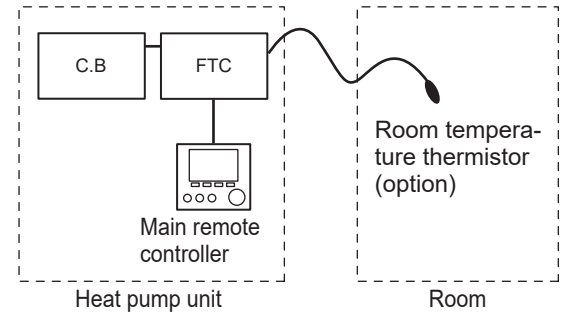 C.B
FTC
Room tempera-
ture thermistor
(option)
Main remote
controller
Heat pump unit
Room